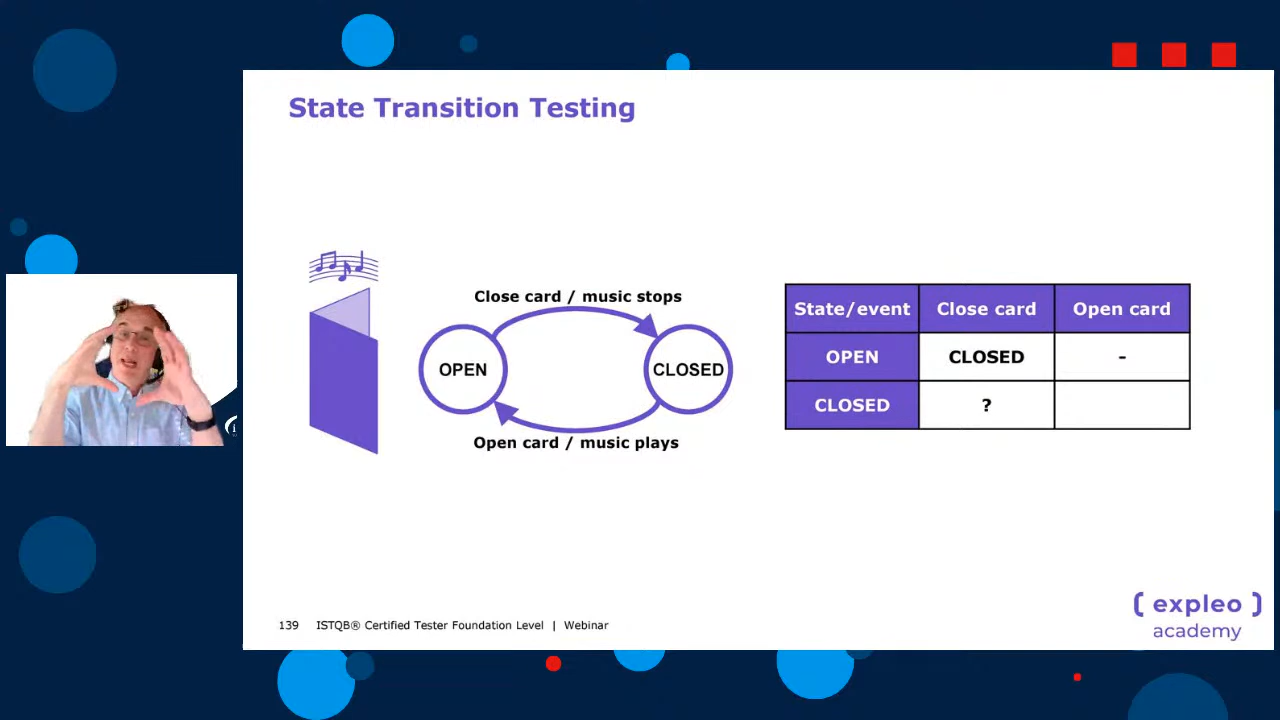 State Transition Testing
Close card / music stops
OPEN
CLOSED
Open card / music plays
State/event Close card Open card
OPEN CLOSED -
CLOSED ?
139 ISTQB® Certified Tester Foundation Level | Webinar
expleo
academy